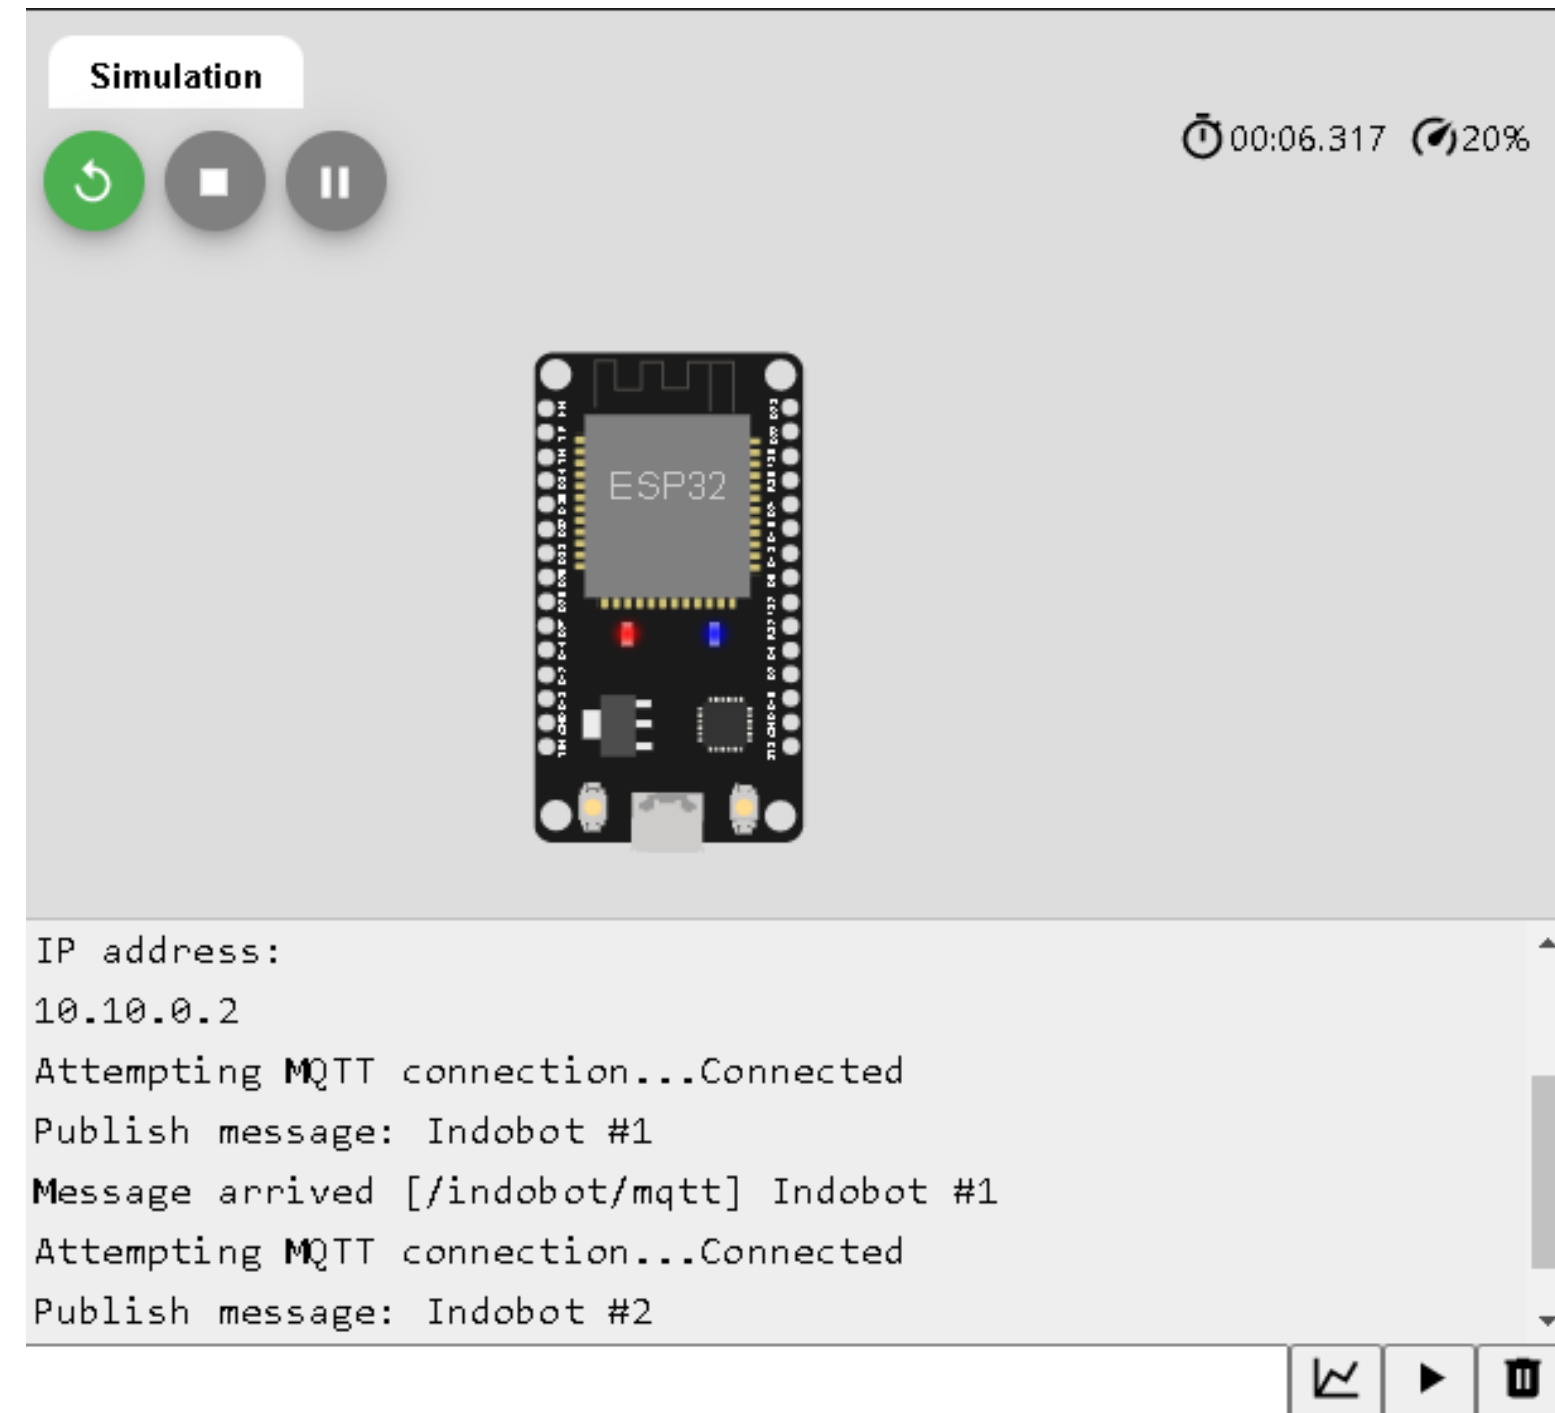 Simulation
00:06.317 20%
ESP32
IP address:
10.10.0.2
Attempting MQTT connection...Connected
Publish message: Indobot #1
Message arrived [/indobot/mqtt] Indobot #1
Attempting MQTT connection...Connected
Publish message: Indobot #2